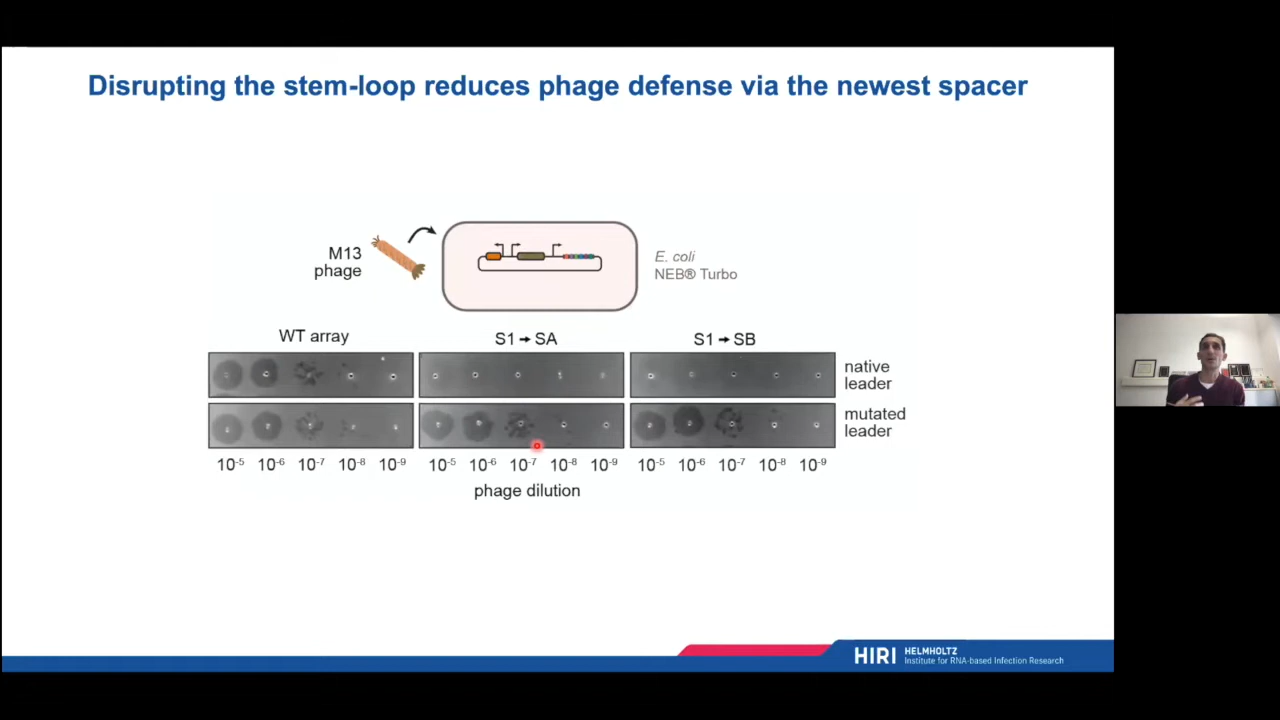 Disrupting the stem-loop reduces phage defense via the newest spacer
M13
phage
E. coli
NEB® Turbo
WT array
S1 → SA
S1 → SB
native
leader
mutated
leader
10⁻⁵ 10⁻⁶ 10⁻⁷ 10⁻⁸ 10⁻⁹ 10⁻⁵ 10⁻⁶ 10⁻⁷ 10⁻⁸ 10⁻⁹ 10⁻⁵ 10⁻⁶ 10⁻⁷ 10⁻⁸ 10⁻⁹
phage dilution
HIRI
HELMHOLTZ
Institute for RNA-based Infection Research